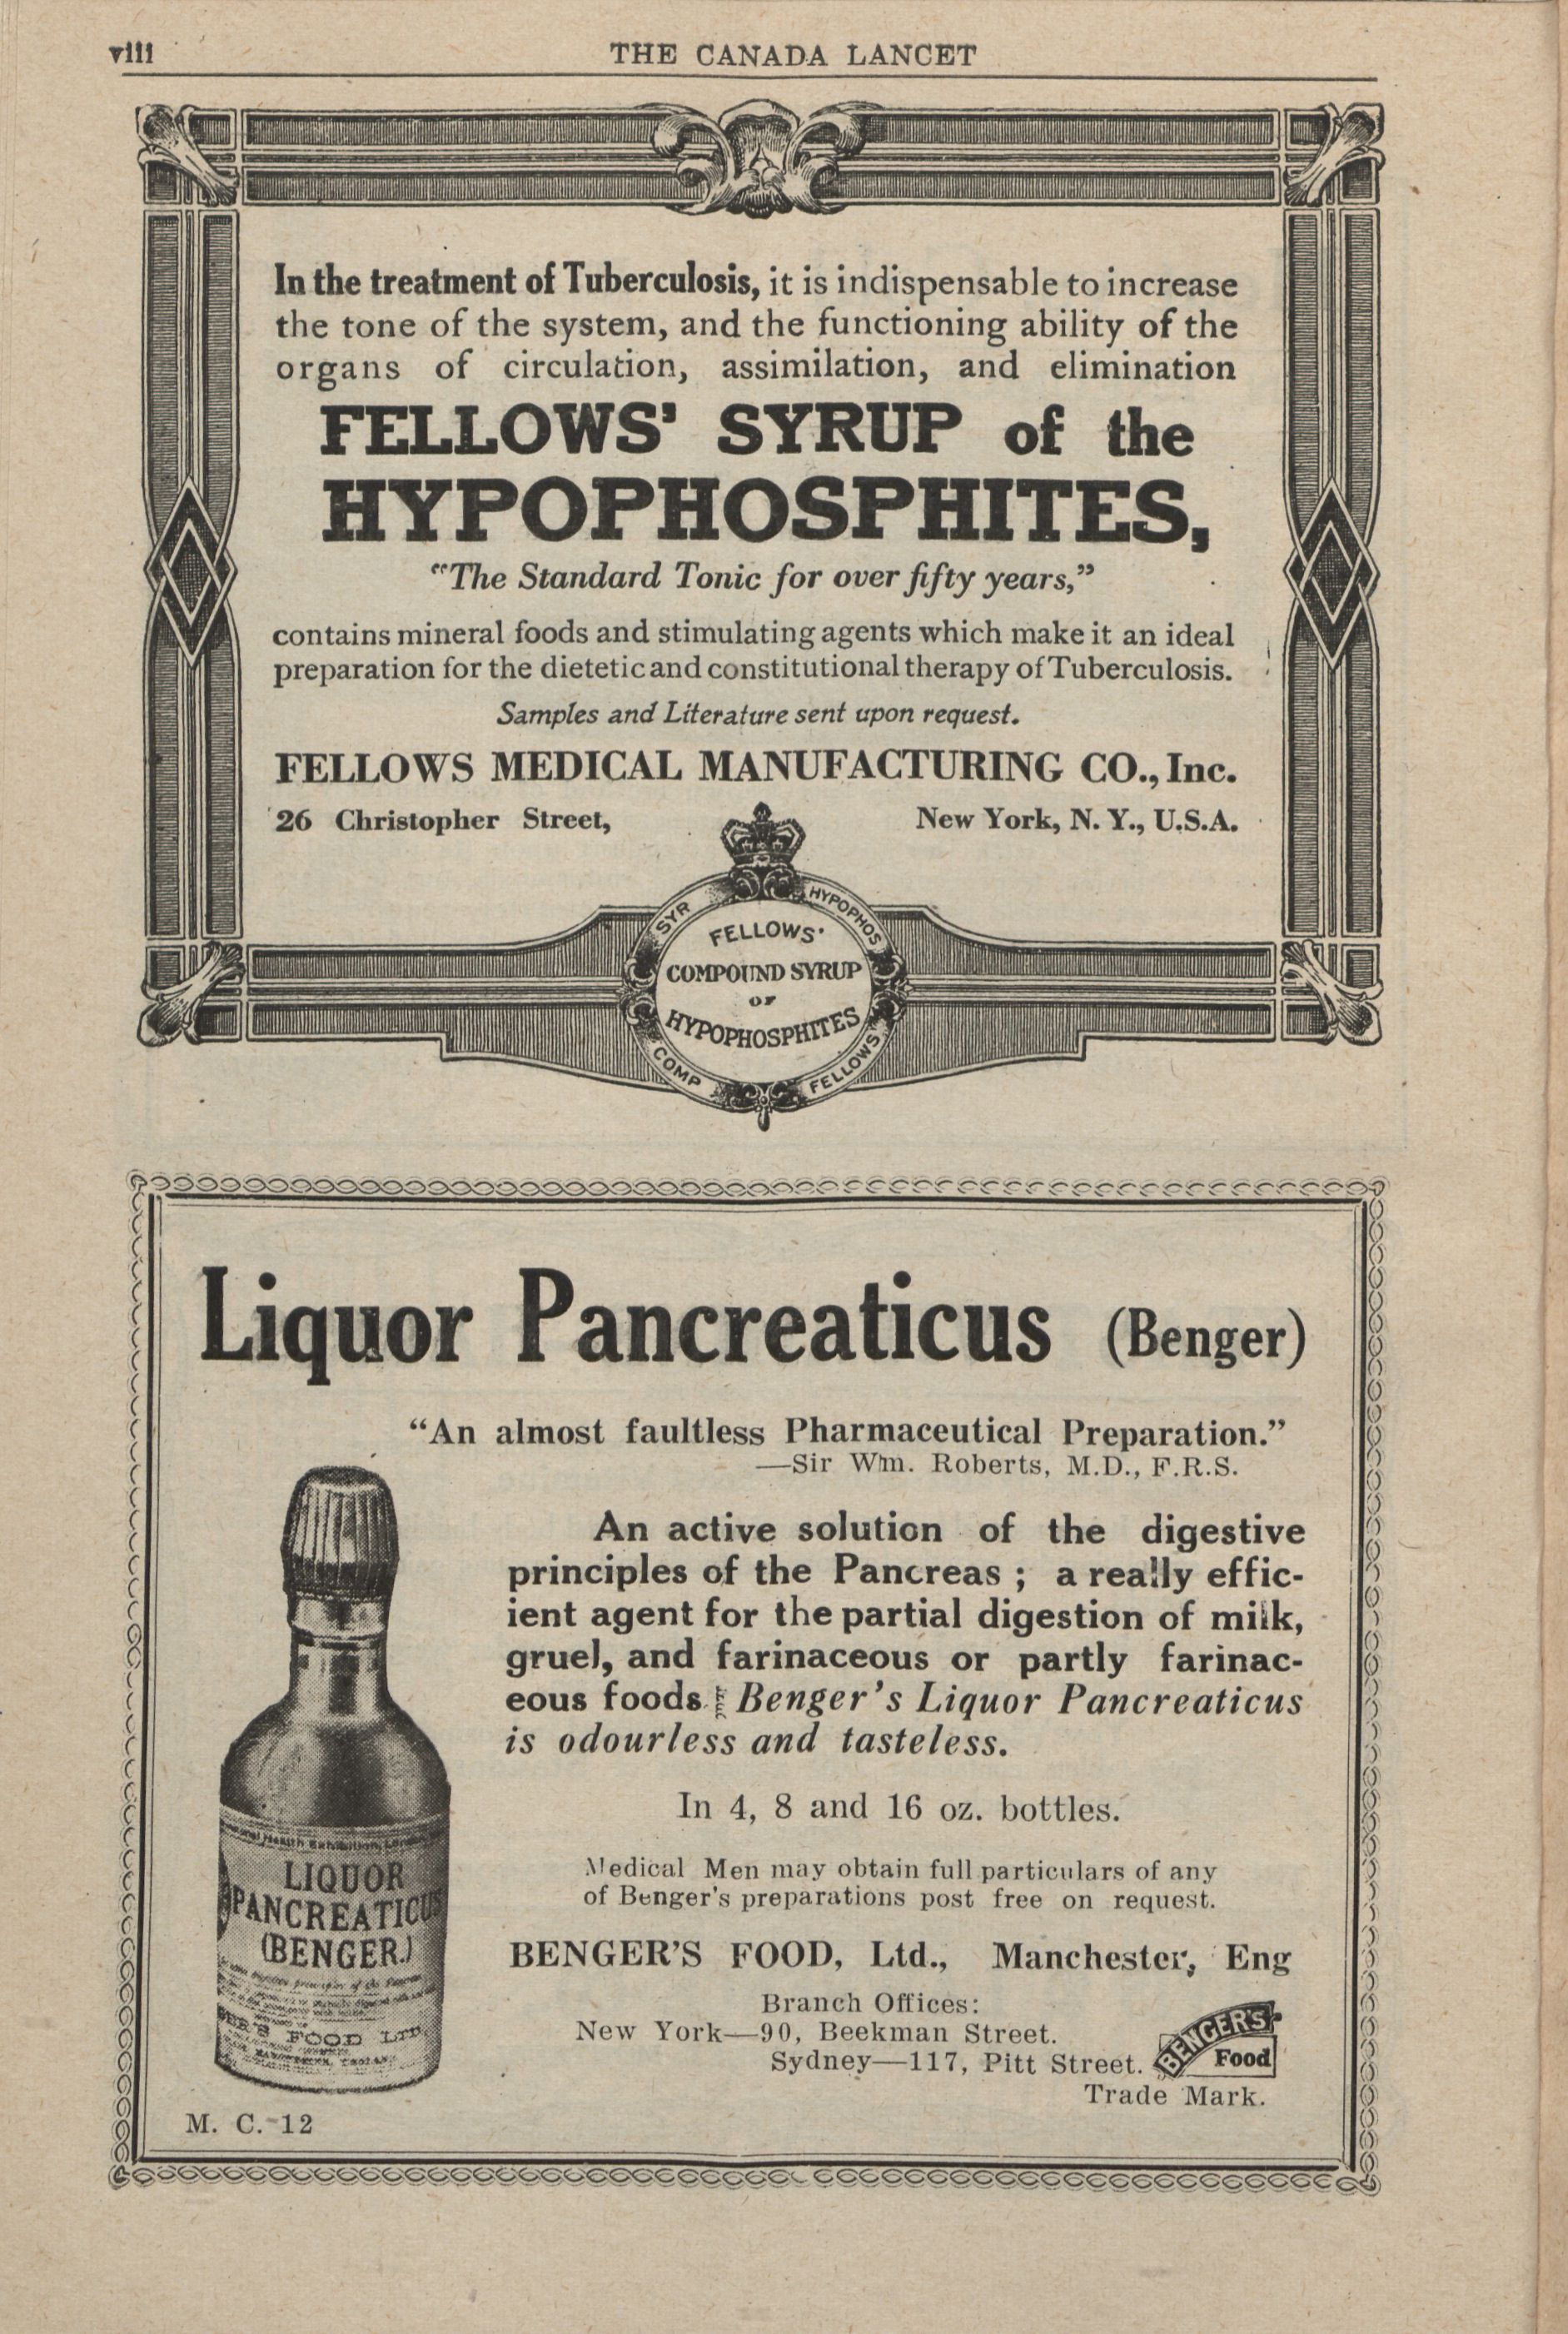 viii
THE CANADA LANCET
In the treatment of Tuberculosis, it is indispensable to increase
the tone of the system, and the functioning ability of the
organs of circulation, assimilation, and elimination
FELLOWS' SYRUP of the
HYPOPHOSPHITES,
"The Standard Tonic for over fifty years,"
contains mineral foods and stimulating agents which make it an ideal
preparation for the dietetic and constitutional therapy of Tuberculosis.
Samples and Literature sent upon request.
FELLOWS MEDICAL MANUFACTURING CO., Inc.
26 Christopher Street, New York, N. Y., U.S.A.
SYR HYPOPHOS
FELLOWS'
COMPOUND SYRUP
OF
HYPOPHOSPHITES
COMP FELLOWS
Liquor Pancreaticus (Benger)
"An almost faultless Pharmaceutical Preparation."
—Sir Wm. Roberts, M.D., F.R.S.
An active solution of the digestive
principles of the Pancreas ; a really effic-
ient agent for the partial digestion of milk,
gruel, and farinaceous or partly farinac-
eous foods. Benger's Liquor Pancreaticus
is odourless and tasteless.
In 4, 8 and 16 oz. bottles.
Medical Men may obtain full particulars of any
of Benger's preparations post free on request.
BENGER'S FOOD, Ltd., Manchester, Eng
Branch Offices:
New York—90, Beekman Street.
Sydney—117, Pitt Street.
BENGER'S
Food
Trade Mark.
Health Exhibition, London
LIQUOR
PANCREATICUS
(BENGER.)
principles of the Pancreas
FOOD LTD.
M. C.-12